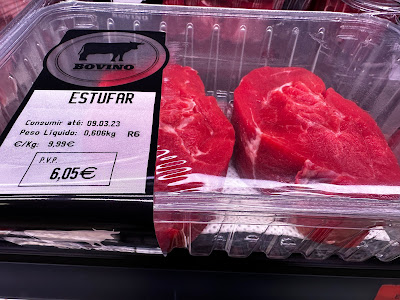 BOVINO
ESTUFAR
Consumir até: 09.03.23
Peso Líquido: 0,606kg R6
€/Kg: 9,99€
P.V.P.
6,05€